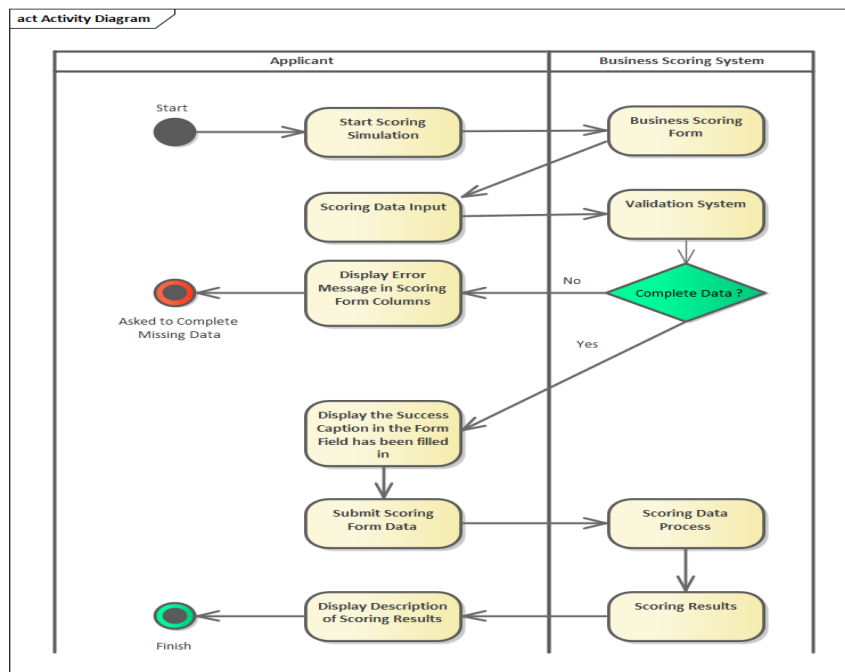 act Activity Diagram
Applicant
Business Scoring System
Start
Start Scoring
Simulation
Business Scoring
Form
Scoring Data Input
Validation System
Display Error
Message in Scoring
Form Columns
No
Complete Data ?
Asked to Complete
Missing Data
Yes
Display the Success
Caption in the Form
Field has been filled
in
Submit Scoring
Form Data
Scoring Data
Process
Display Description
of Scoring Results
Scoring Results
Finish